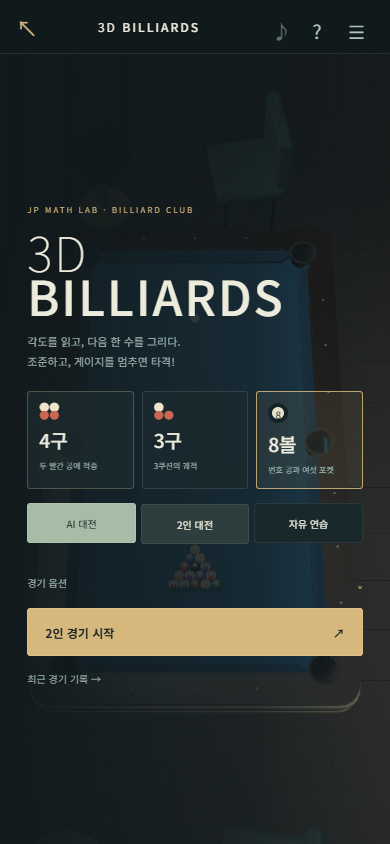 3D BILLIARDS
?
JP MATH LAB · BILLIARD CLUB
3D
BILLIARDS
각도를 읽고, 다음 한 수를 그리다.
조준하고, 게이지를 멈추면 타격!
4구
두 빨간 공에 적중
3구
3쿠션의 궤적
8
8볼
번호 공과 여섯 포켓
AI 대전
2인 대전
자유 연습
경기 옵션
2인 경기 시작 ↗
최근 경기 기록 →